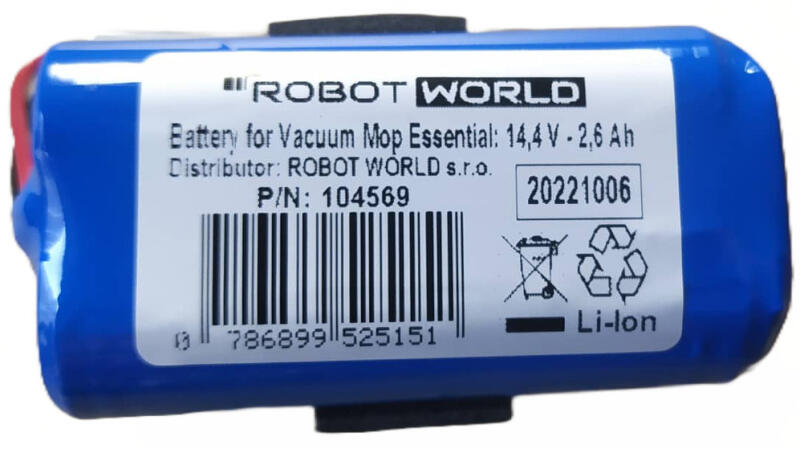 ROBOT WORLD
Battery for Vacuum Mop Essential: 14,4 V - 2,6 Ah
Distributor: ROBOT WORLD s.r.o.
P/N: 104569
20221006
0 786899 525151
Li-Ion